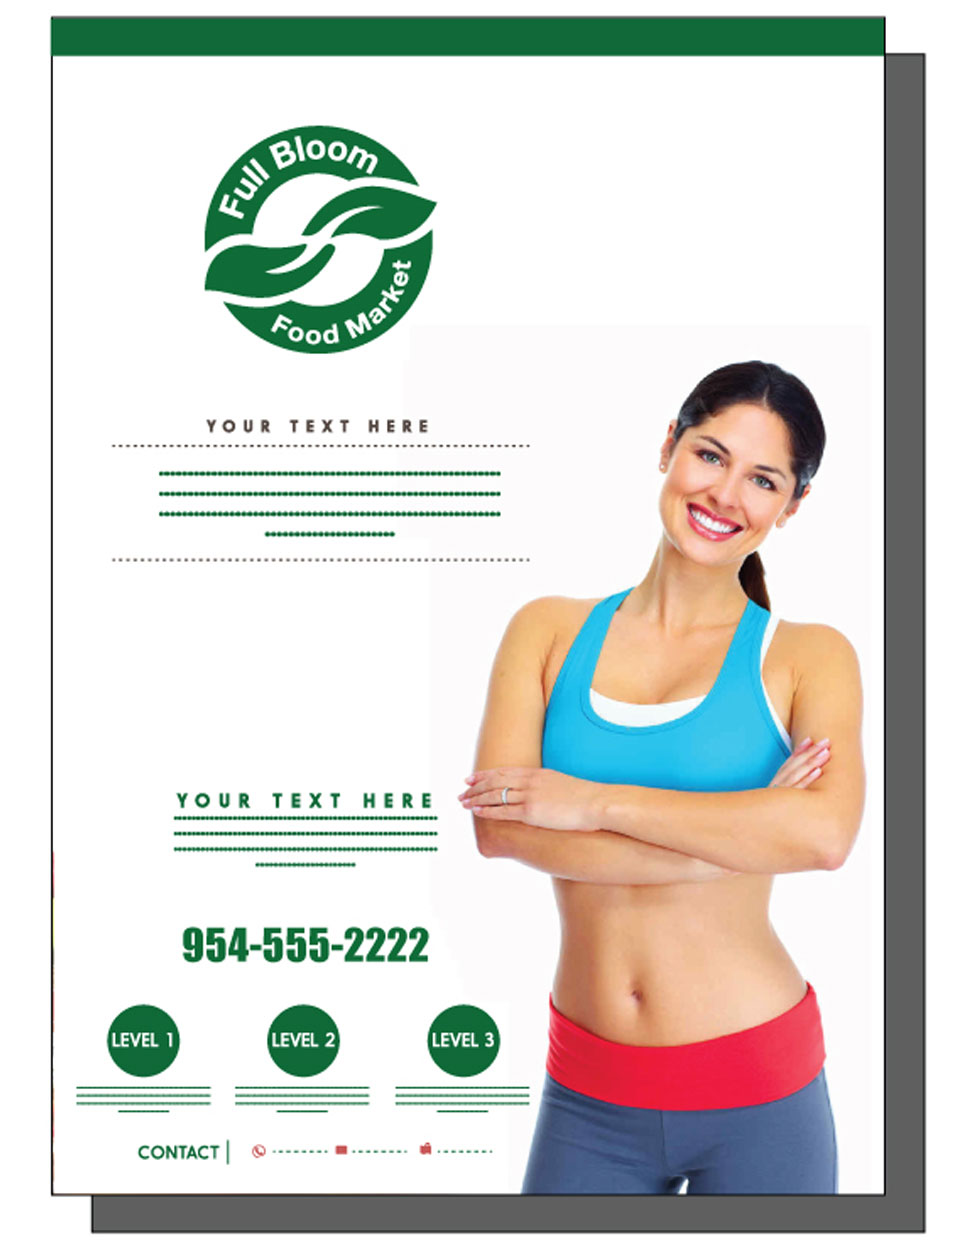 Full Bloom
Food Market
YOUR TEXT HERE
YOUR TEXT HERE
954-555-2222
LEVEL 1
LEVEL 2
LEVEL 3
CONTACT